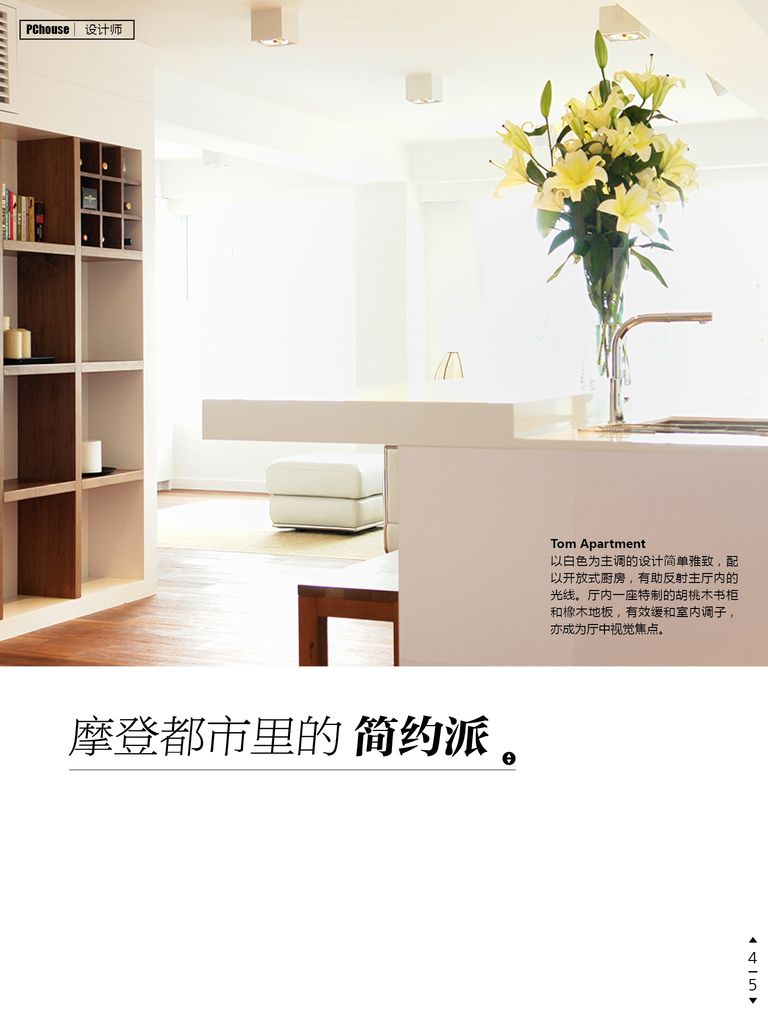 PChouse | 设计师
Tom Apartment
以白色为主调的设计简单雅致，配
以开放式厨房，有助反射主厅内的
光线。厅内一座特制的胡桃木书柜
和橡木地板，有效缓和室内调子，
亦成为厅中视觉焦点。
摩登都市里的 简约派
4
5